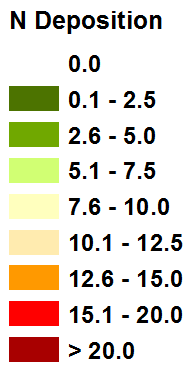 N Deposition
0.0
0.1 - 2.5
2.6 - 5.0
5.1 - 7.5
7.6 - 10.0
10.1 - 12.5
12.6 - 15.0
15.1 - 20.0
> 20.0